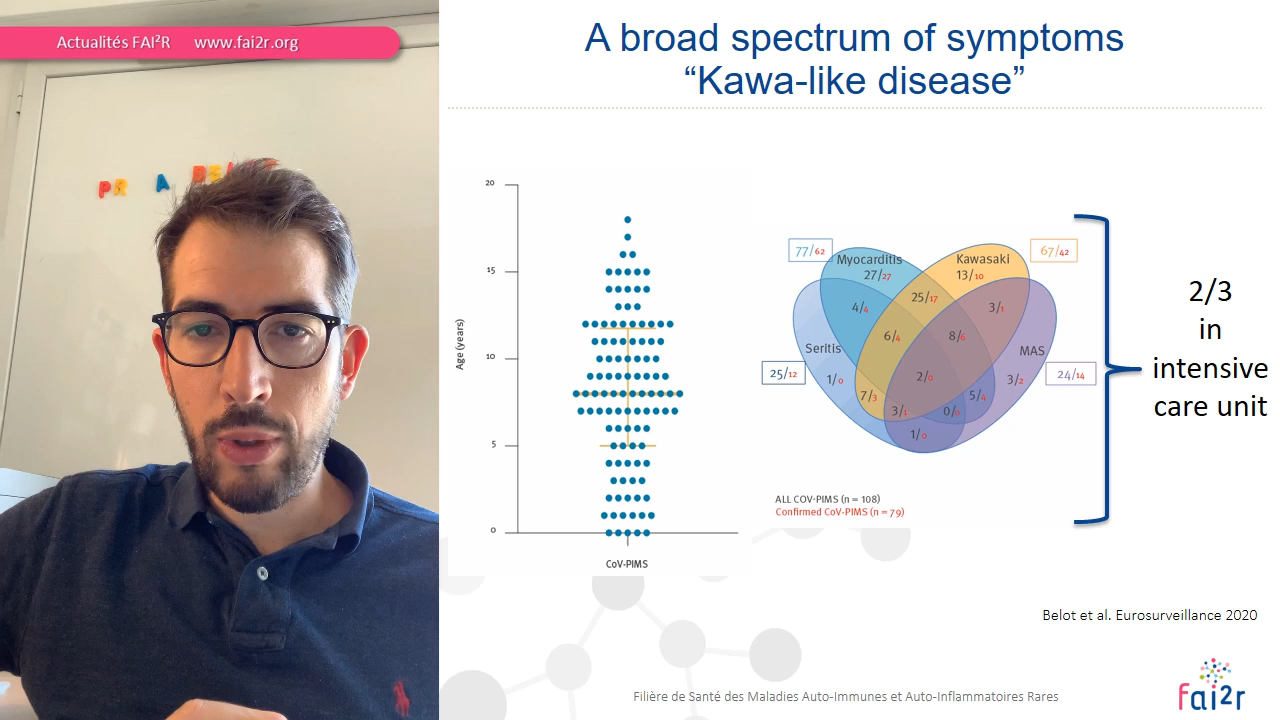 Actualités FAI²R www.fai2r.org
PR A
A broad spectrum of symptoms
“Kawa-like disease”
20
15
10
5
0
Age (years)
CoV-PIMS
77/62
67/42
Myocarditis
27/27
Kawasaki
13/10
25/17
4/4
3/1
6/4
8/6
Seritis
MAS
25/12
24/14
1/0
2/0
3/2
7/3
5/4
3/1
0/0
1/0
ALL COV-PIMS (n = 108)
Confirmed CoV-PIMS (n = 79)
2/3
in
intensive
care unit
Belot et al. Eurosurveillance 2020
Filière de Santé des Maladies Auto-Immunes et Auto-Inflammatoires Rares
fai2r